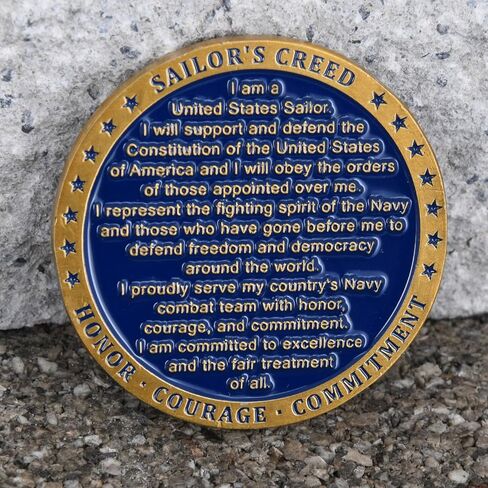 SAILOR'S CREED
I am a
United States Sailor.
I will support and defend the
Constitution of the United States
of America and I will obey the orders
of those appointed over me.
I represent the fighting spirit of the Navy
and those who have gone before me to
defend freedom and democracy
around the world.
I proudly serve my country's Navy
combat team with honor,
courage, and commitment.
I am committed to excellence
and the fair treatment
of all.
HONOR · COURAGE · COMMITMENT